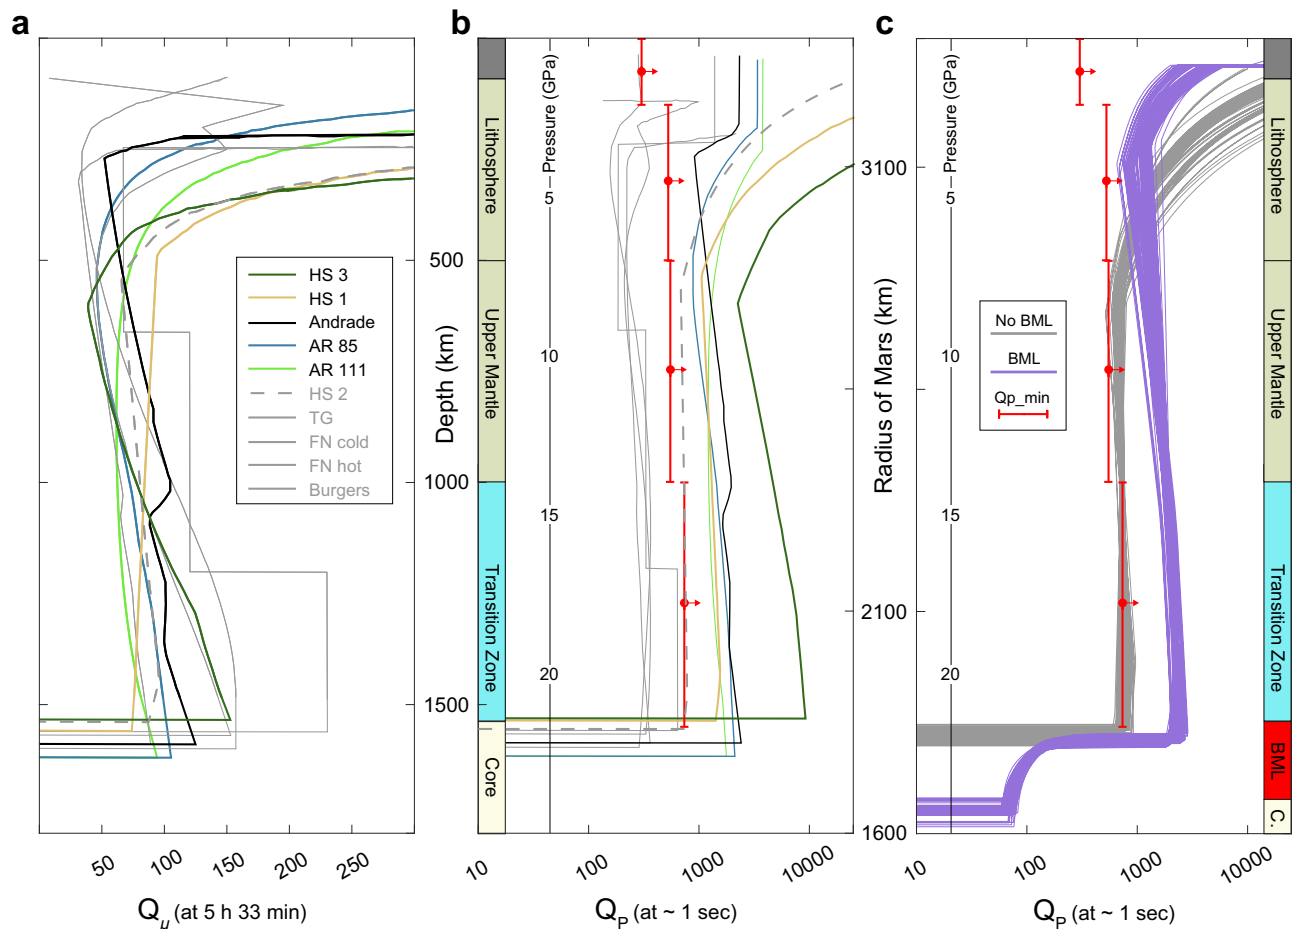 a
b
c
HS 3
HS 1
Andrade
AR 85
AR 111
HS 2
TG
FN cold
FN hot
Burgers
50
100
150
200
250
Qμ (at 5 h 33 min)
500
1000
1500
Depth (km)
Lithosphere
Upper Mantle
Transition Zone
Core
Pressure (GPa)
5
10
15
20
10
100
1000
10000
QP (at ~ 1 sec)
3100
2100
1600
Radius of Mars (km)
Pressure (GPa)
5
10
15
20
No BML
BML
Qp_min
10
100
1000
10000
QP (at ~ 1 sec)
Lithosphere
Upper Mantle
Transition Zone
BML
C.